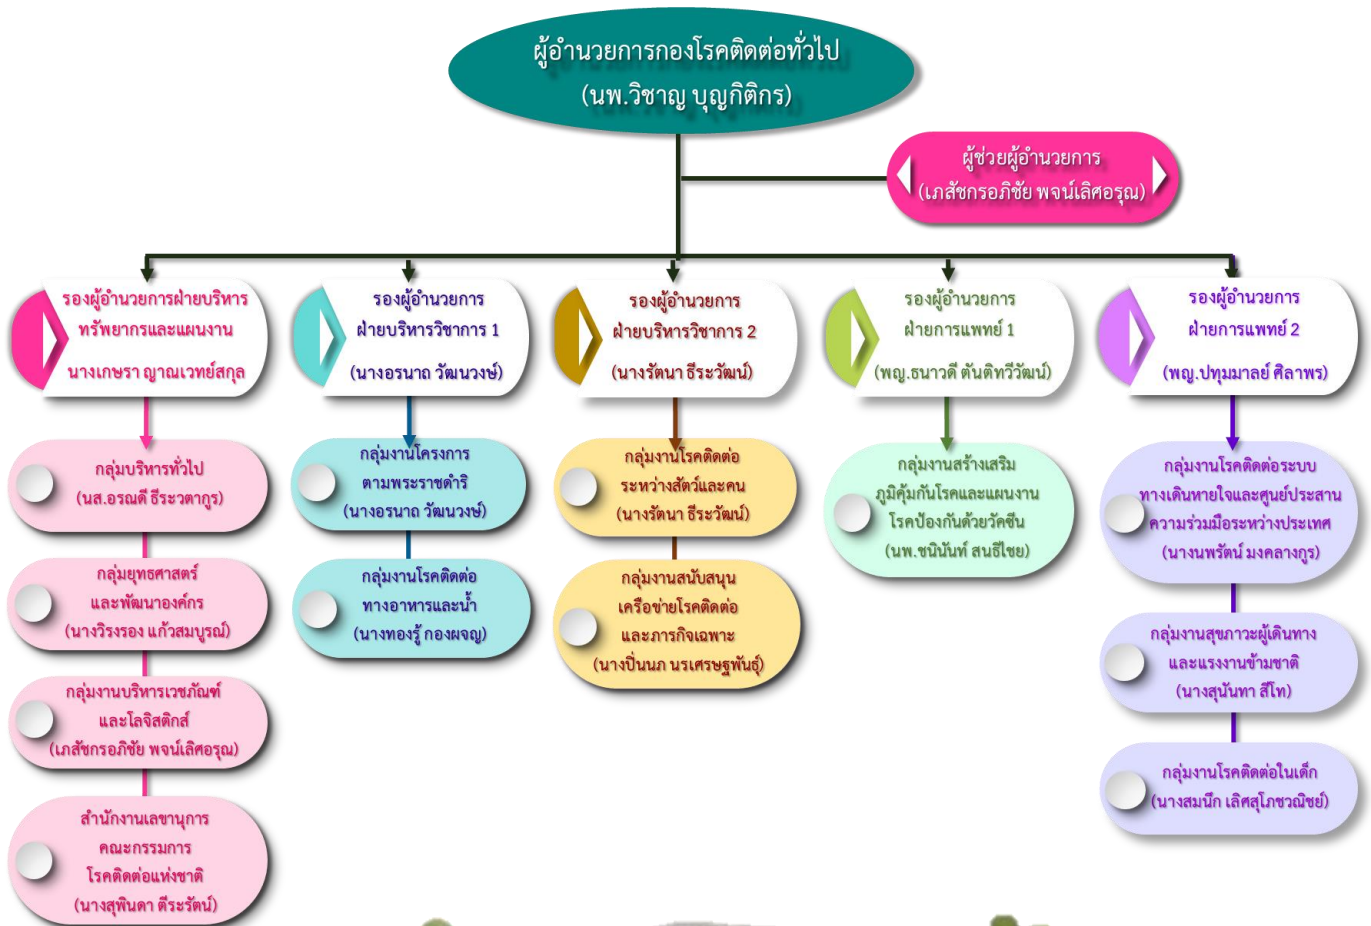 ผู้อำนวยการกองโรคติดต่อทั่วไป
(นพ.วิชาญ บุญกิติกร)
ผู้ช่วยผู้อำนวยการ
(เภสัชกรอภิชัย พจน์เลิศอรุณ)
รองผู้อำนวยการฝ่ายบริหาร
ทรัพยากรและแผนงาน
นางเกษรา ญาณเวทย์สกุล
รองผู้อำนวยการ
ฝ่ายบริหารวิชาการ 1
(นางอรนาถ วัฒนวงษ์)
รองผู้อำนวยการ
ฝ่ายบริหารวิชาการ 2
(นางรัตนา ธีระวัฒน์)
รองผู้อำนวยการ
ฝ่ายการแพทย์ 1
(พญ.ธนาวดี ตันติทวีวัฒน์)
รองผู้อำนวยการ
ฝ่ายการแพทย์ 2
(พญ.ปทุมมาลย์ ศิลาพร)
กลุ่มบริหารทั่วไป
(นส.อรณดี ธีระวตากูร)
กลุ่มยุทธศาสตร์
และพัฒนาองค์กร
(นางวิรงรอง แก้วสมบูรณ์)
กลุ่มงานบริหารเวชภัณฑ์
และโลจิสติกส์
(เภสัชกรอภิชัย พจน์เลิศอรุณ)
สำนักงานเลขานุการ
คณะกรรมการ
โรคติดต่อแห่งชาติ
(นางสุพินดา ตีระรัตน์)
กลุ่มงานโครงการ
ตามพระราชดำริ
(นางอรนาถ วัฒนวงษ์)
กลุ่มงานโรคติดต่อ
ทางอาหารและน้ำ
(นางทองรู้ กองผจญ)
กลุ่มงานโรคติดต่อ
ระหว่างสัตว์และคน
(นางรัตนา ธีระวัฒน์)
กลุ่มงานสนับสนุน
เครือข่ายโรคติดต่อ
และภารกิจเฉพาะ
(นางปิ่นนภ นรเศรษฐพันธุ์)
กลุ่มงานสร้างเสริม
ภูมิคุ้มกันโรคและแผนงาน
โรคป้องกันด้วยวัคซีน
(นพ.ชนินันท์ สนธิไชย)
กลุ่มงานโรคติดต่อระบบ
ทางเดินหายใจและศูนย์ประสาน
ความร่วมมือระหว่างประเทศ
(นางนพรัตน์ มงคลางกูร)
กลุ่มงานสุขภาวะผู้เดินทาง
และแรงงานข้ามชาติ
(นางสุนันทา สีโท)
กลุ่มงานโรคติดต่อในเด็ก
(นางสมนึก เลิศสุโภชวณิชย์)